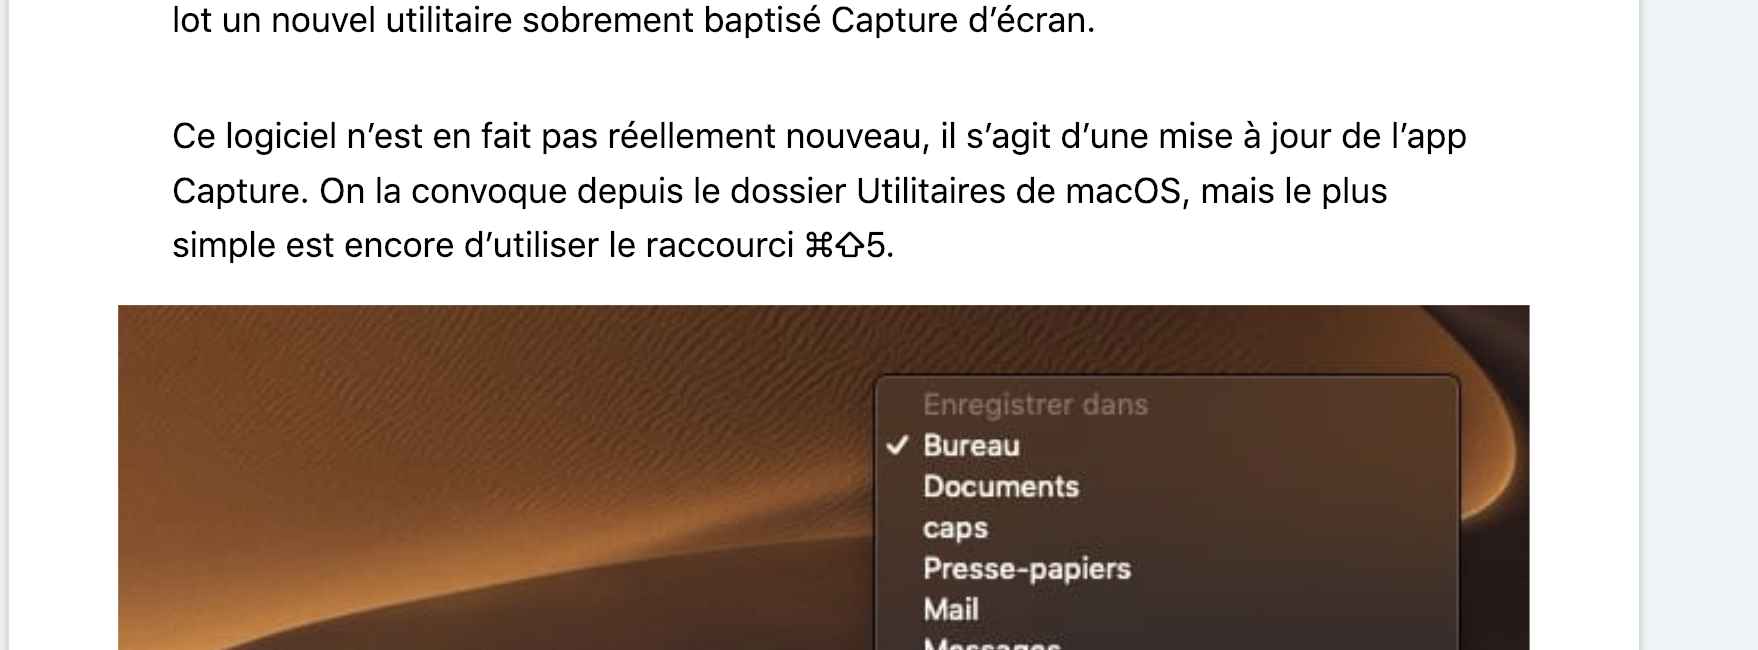 lot un nouvel utilitaire sobrement baptisé Capture d’écran.
Ce logiciel n’est en fait pas réellement nouveau, il s’agit d’une mise à jour de l’app
Capture. On la convoque depuis le dossier Utilitaires de macOS, mais le plus
simple est encore d’utiliser le raccourci ⌘⇧5.
Enregistrer dans
✓ Bureau
Documents
caps
Presse-papiers
Mail
Messages